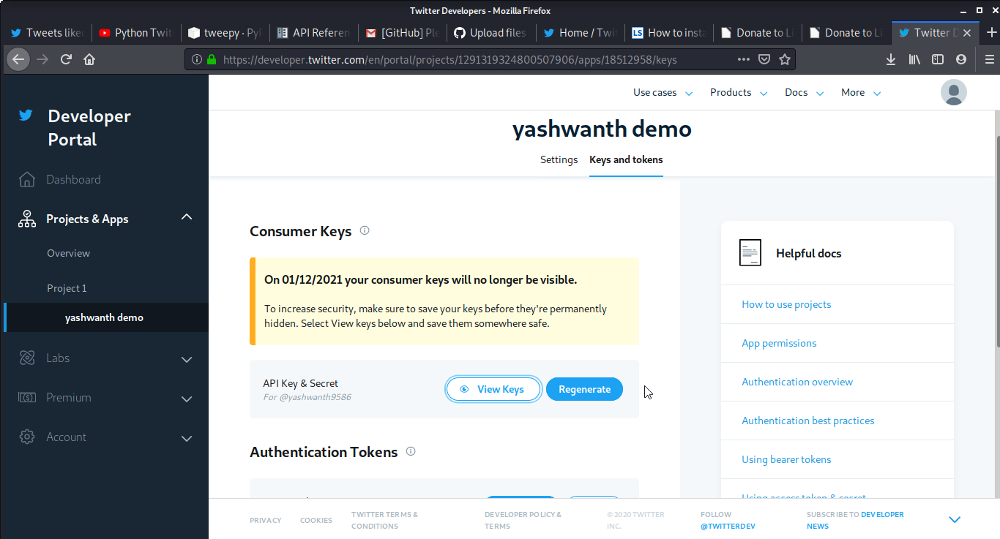 Twitter Developers - Mozilla Firefox
Tweets like
Python Twit
tweepy · PyP
API Referen
[GitHub] Ple
Upload files
Home / Twit
How to insta
Donate to Li
Donate to Li
Twitter D
https://developer.twitter.com/en/portal/projects/1291319324800507906/apps/18512958/keys
Developer
Portal
Dashboard
Projects & Apps
Overview
Project 1
yashwanth demo
Labs
Premium
Account
Use cases
Products
Docs
More
yashwanth demo
Settings
Keys and tokens
Consumer Keys
On 01/12/2021 your consumer keys will no longer be visible.
To increase security, make sure to save your keys before they're permanently
hidden. Select View keys below and save them somewhere safe.
API Key & Secret
For @yashwanth9586
View Keys
Regenerate
Authentication Tokens
Helpful docs
How to use projects
App permissions
Authentication overview
Authentication best practices
Using bearer tokens
Using access token & secret
PRIVACY
COOKIES
TWITTER TERMS &
CONDITIONS
DEVELOPER POLICY &
TERMS
© 2020 TWITTER
INC.
FOLLOW
@TWITTERDEV
SUBSCRIBE TO DEVELOPER
NEWS